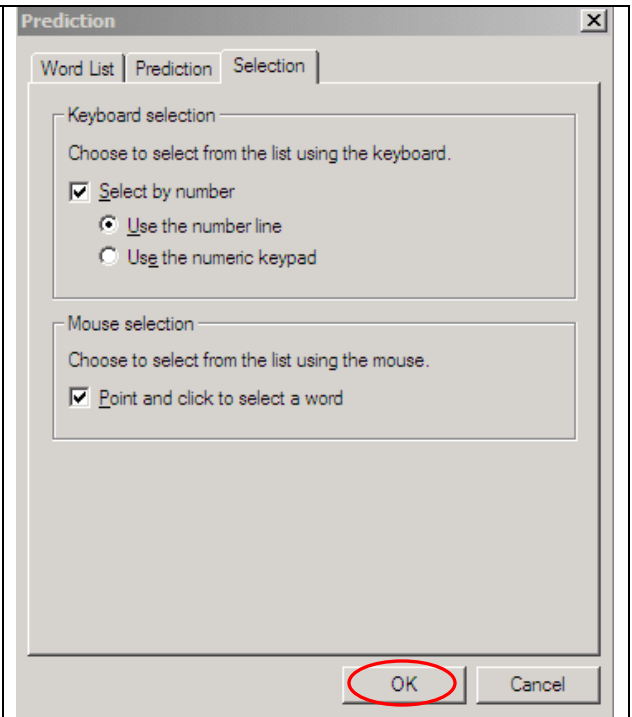 Prediction
Word List Prediction Selection
Keyboard selection
Choose to select from the list using the keyboard.
Select by number
Use the number line
Use the numeric keypad
Mouse selection
Choose to select from the list using the mouse.
Point and click to select a word
OK Cancel